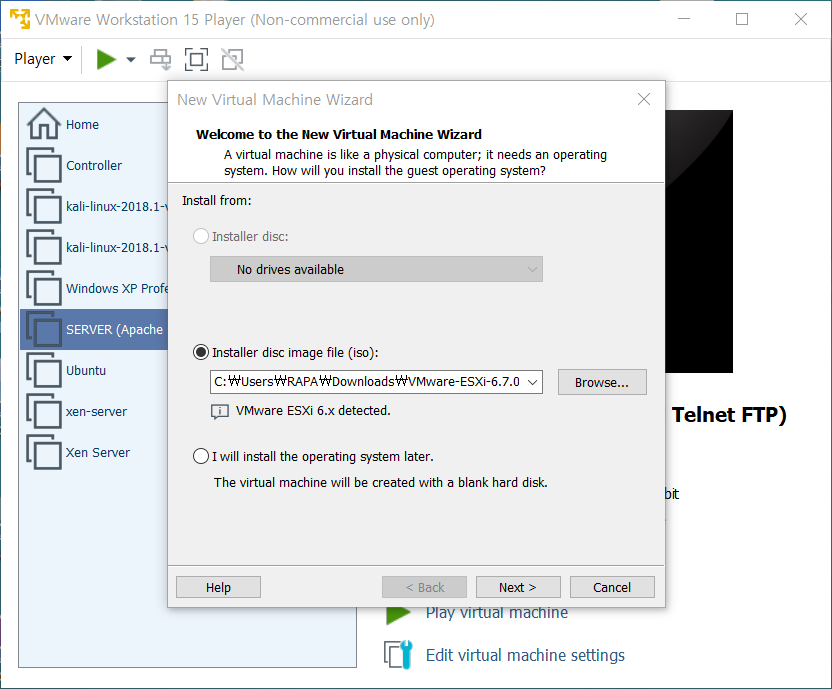 VMware Workstation 15 Player (Non-commercial use only)
Player
Home
Controller
kali-linux-2018.1-v
kali-linux-2018.1-v
Windows XP Profe
SERVER (Apache
Ubuntu
xen-server
Xen Server
New Virtual Machine Wizard
Welcome to the New Virtual Machine Wizard
A virtual machine is like a physical computer; it needs an operating
system. How will you install the guest operating system?
Install from:
Installer disc:
No drives available
Installer disc image file (iso):
C:₩Users₩RAPA₩Downloads₩VMware-ESXi-6.7.0
Browse...
VMware ESXi 6.x detected.
I will install the operating system later.
The virtual machine will be created with a blank hard disk.
Help
< Back
Next >
Cancel
Telnet FTP)
bit
Play virtual machine
Edit virtual machine settings